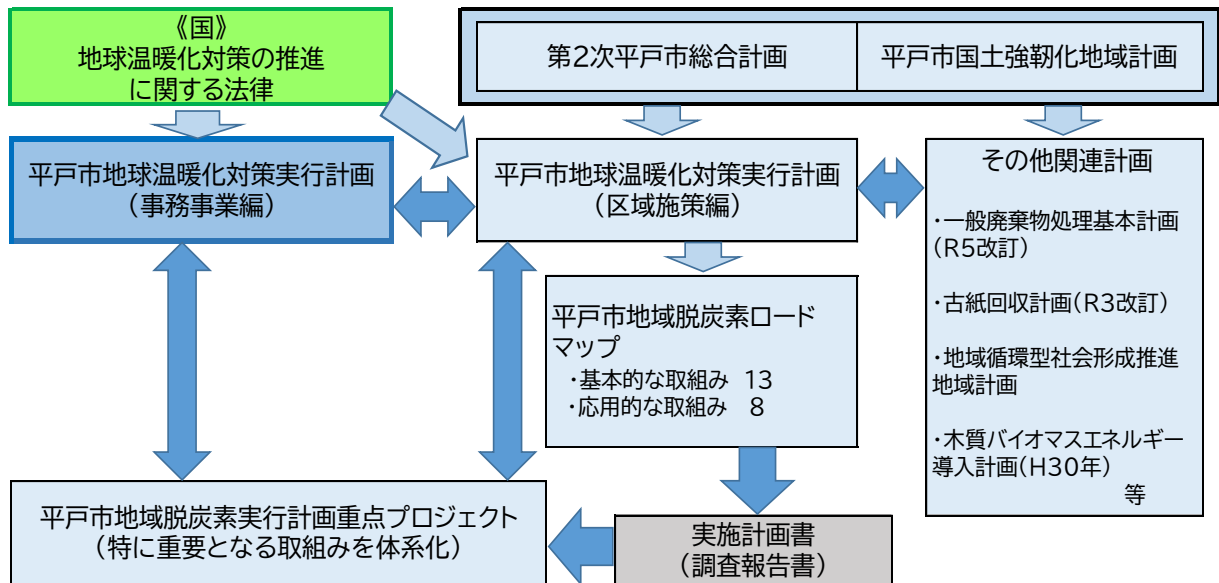 《国》
地球温暖化対策の推進
に関する法律
第2次平戸市総合計画
平戸市国土強靭化地域計画
平戸市地球温暖化対策実行計画
（事務事業編）
平戸市地球温暖化対策実行計画
（区域施策編）
その他関連計画
・一般廃棄物処理基本計画
(R5改訂)
・古紙回収計画(R3改訂)
・地域循環型社会形成推進
地域計画
・木質バイオマスエネルギー
導入計画(H30年)
等
平戸市地域脱炭素ロード
マップ
・基本的な取組み 13
・応用的な取組み 8
平戸市地域脱炭素実行計画重点プロジェクト
（特に重要となる取組みを体系化）
実施計画書
（調査報告書）